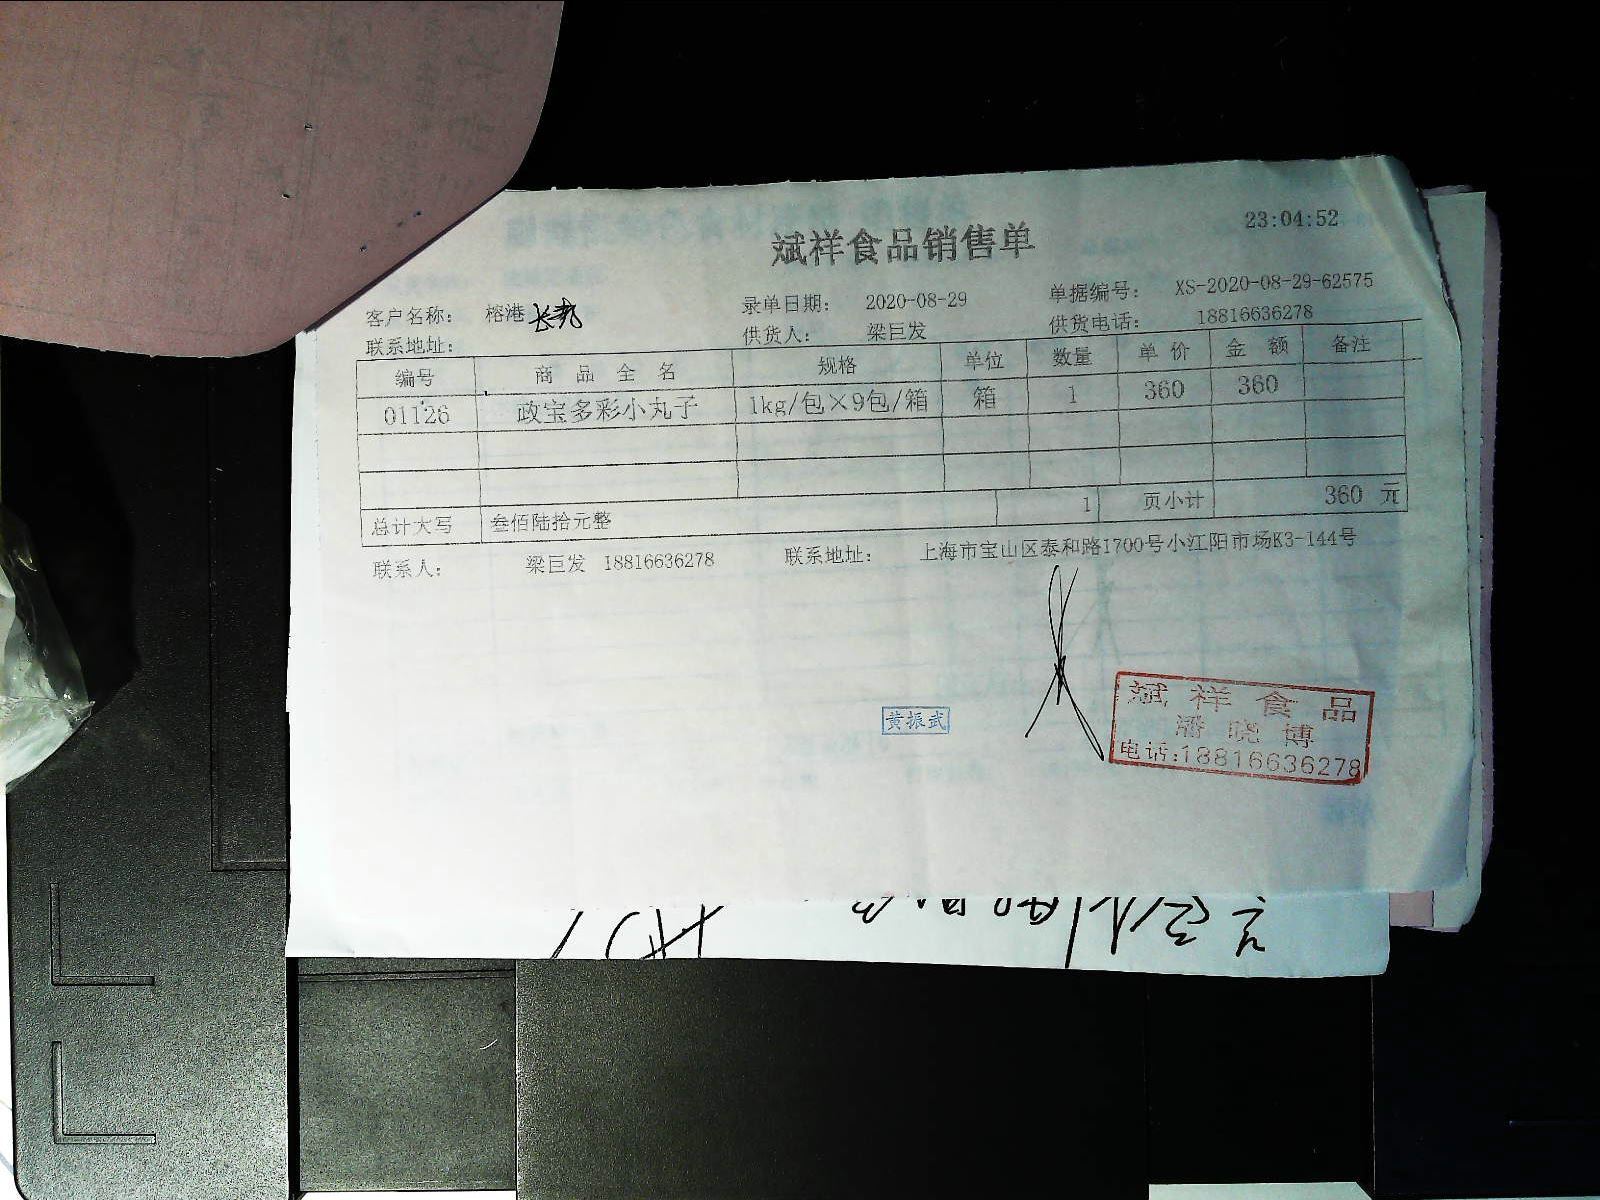 23:04:52
斌祥食品销售单
客户名称： 榕港 长兴 录单日期： 2020-08-29 单据编号： XS-2020-08-29-62575
联系地址： 供货人： 梁巨发 供货电话： 18816636278
编号 商品全名 规格 单位 数量 单价 金额 备注
01126 政宝多彩小丸子 1kg/包×9包/箱 箱 1 360 360
总计大写 叁佰陆拾元整 1 页小计 360 元
联系人： 梁巨发 18816636278 联系地址： 上海市宝山区泰和路1700号小江阳市场K3-144号
黄振武
斌祥食品
潘晓博
电话:18816636278